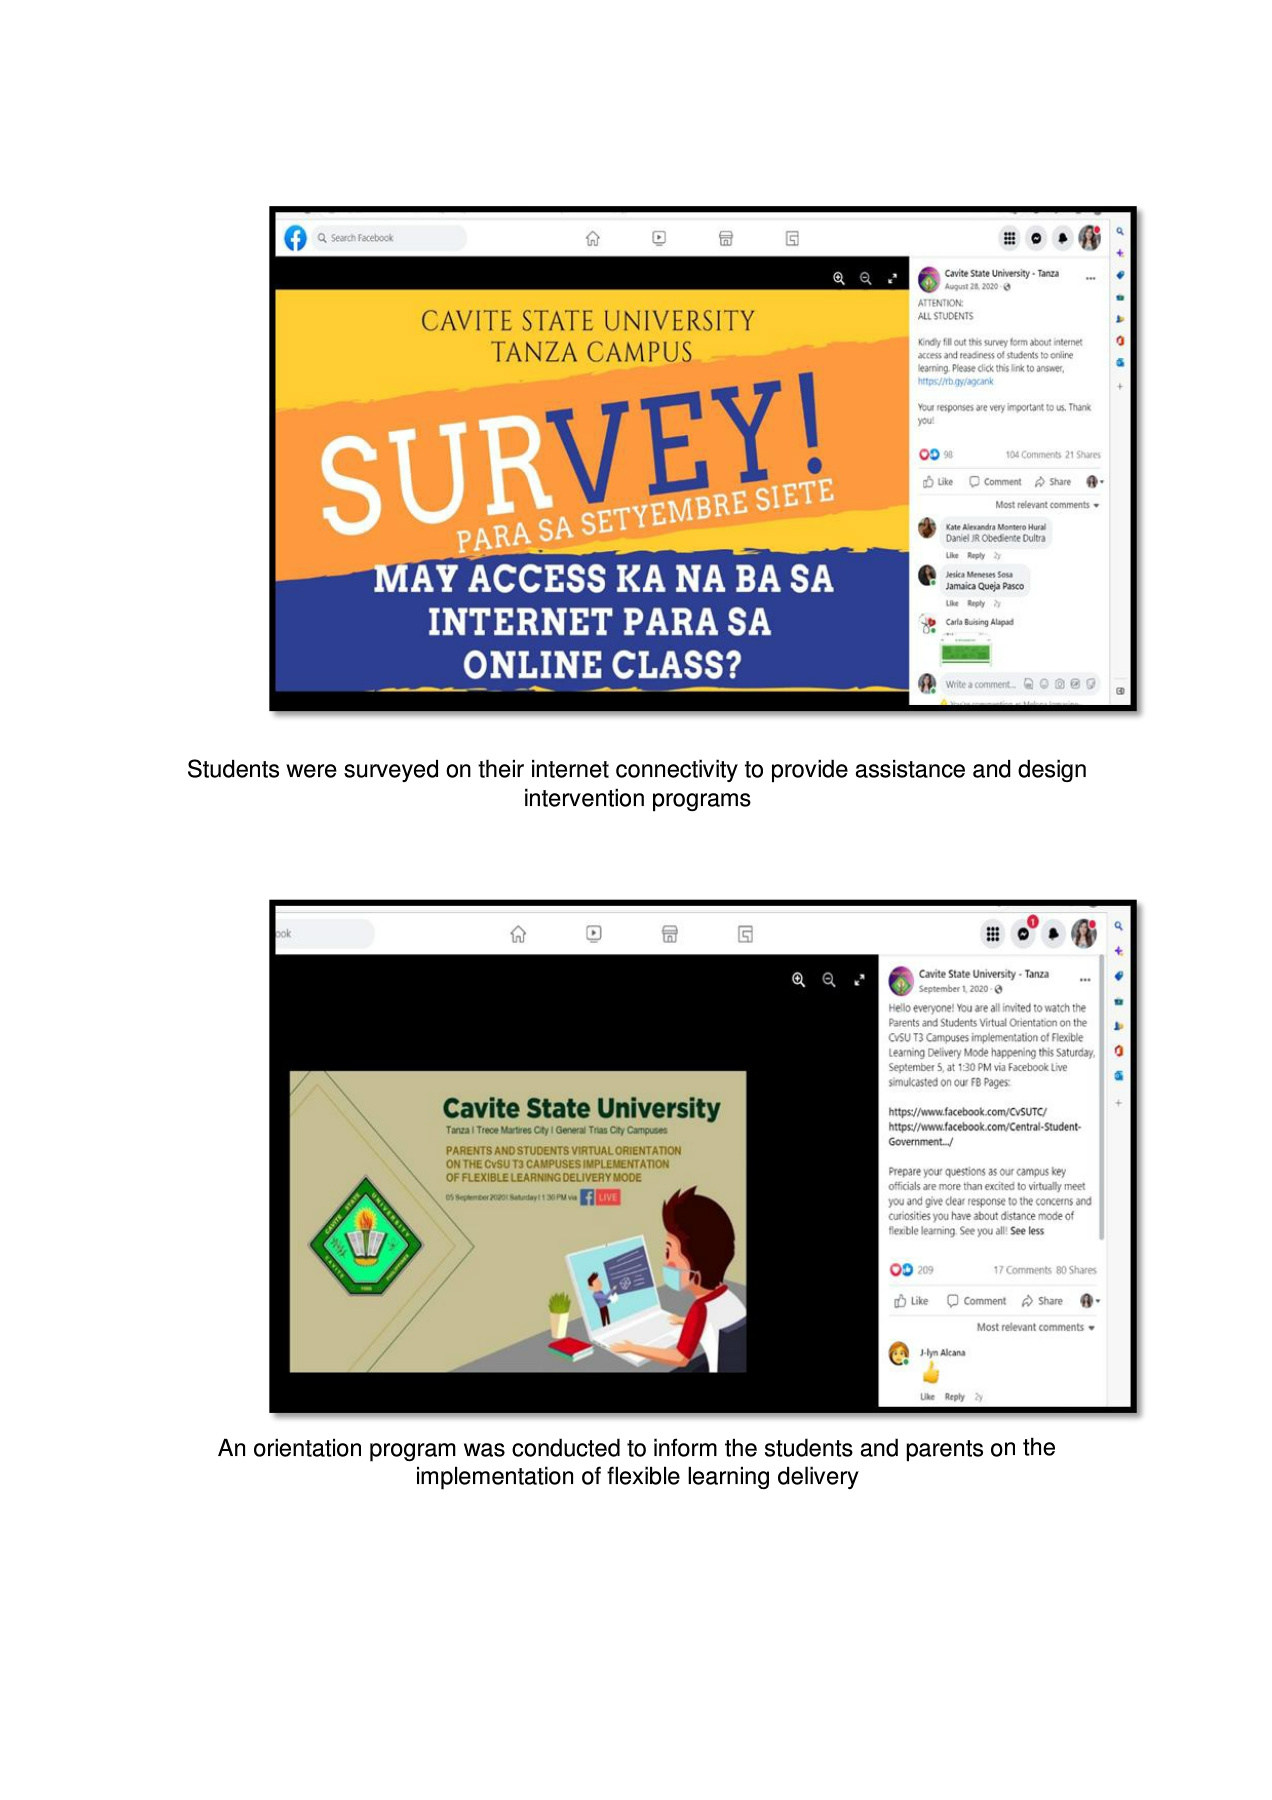 Search Facebook
CAVITE STATE UNIVERSITY
TANZA CAMPUS
SURVEY!
PARA SA SETYEMBRE SIETE
MAY ACCESS KA NA BA SA
INTERNET PARA SA
ONLINE CLASS?
Cavite State University - Tanza
August 28, 2020
ATTENTION:
ALL STUDENTS
Kindly fill out this survey form about internet
access and readiness of students to online
learning. Please click this link to answer,
https://rb.gy/agcank
Your responses are very important to us. Thank
you!
98 104 Comments 21 Shares
Like Comment Share
Most relevant comments
Kate Alexandra Montero Hural
Daniel JR Obediente Dultra
Like Reply 2y
Jesica Meneses Sosa
Jamaica Queja Pasco
Like Reply 2y
Carla Buising Alapad
Write a comment...
Students were surveyed on their internet connectivity to provide assistance and design
intervention programs
ook
1
Cavite State University
Tanza | Trece Martires City | General Trias City Campuses
PARENTS AND STUDENTS VIRTUAL ORIENTATION
ON THE CvSU T3 CAMPUSES IMPLEMENTATION
OF FLEXIBLE LEARNING DELIVERY MODE
05 September 2020 | Saturday | 1:30 PM via f LIVE
CAVITE STATE UNIVERSITY
CAVITE PHILIPPINES
Cavite State University - Tanza
September 1, 2020
Hello everyone! You are all invited to watch the
Parents and Students Virtual Orientation on the
CvSU T3 Campuses implementation of Flexible
Learning Delivery Mode happening this Saturday,
September 5, at 1:30 PM via Facebook Live
simulcasted on our FB Pages:
https://www.facebook.com/CvSUTC/
https://www.facebook.com/Central-Student-
Government.../
Prepare your questions as our campus key
officials are more than excited to virtually meet
you and give clear response to the concerns and
curiosities you have about distance mode of
flexible learning. See you all! See less
209 17 Comments 80 Shares
Like Comment Share
Most relevant comments
J-lyn Alcana
Like Reply 2y
An orientation program was conducted to inform the students and parents on the
implementation of flexible learning delivery